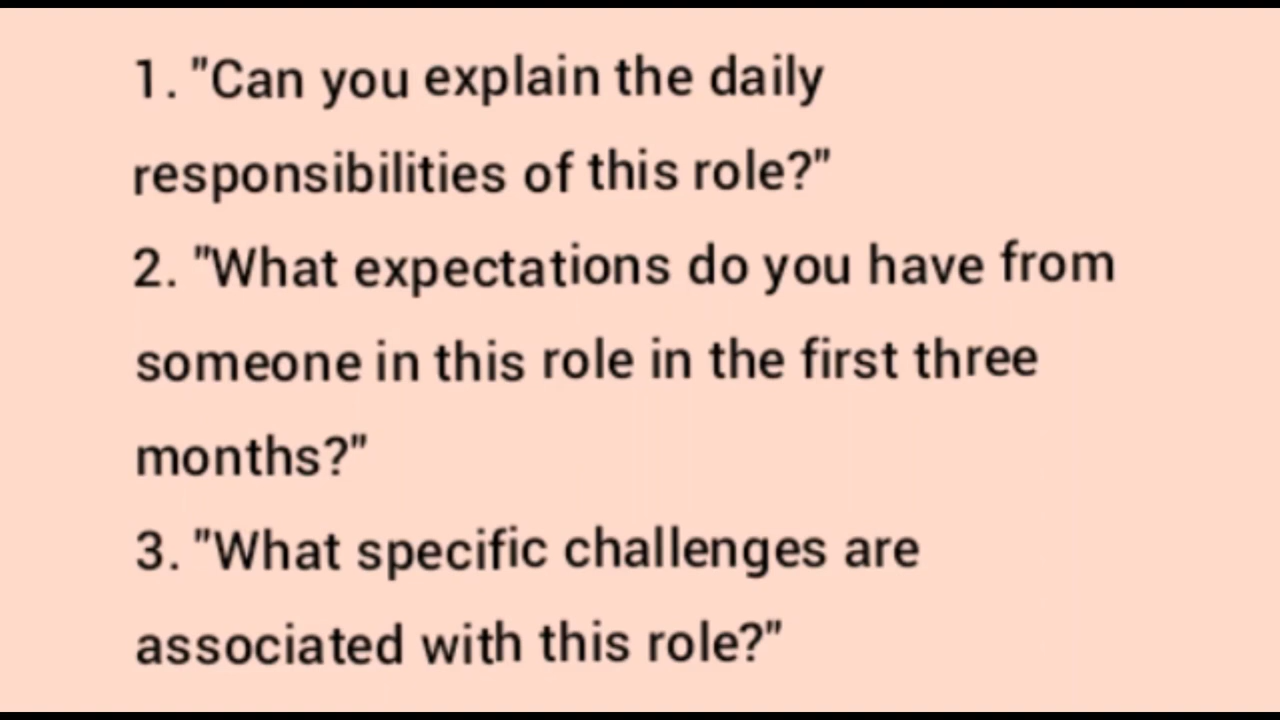 1. "Can you explain the daily
responsibilities of this role?"
2. "What expectations do you have from
someone in this role in the first three
months?"
3. "What specific challenges are
associated with this role?"